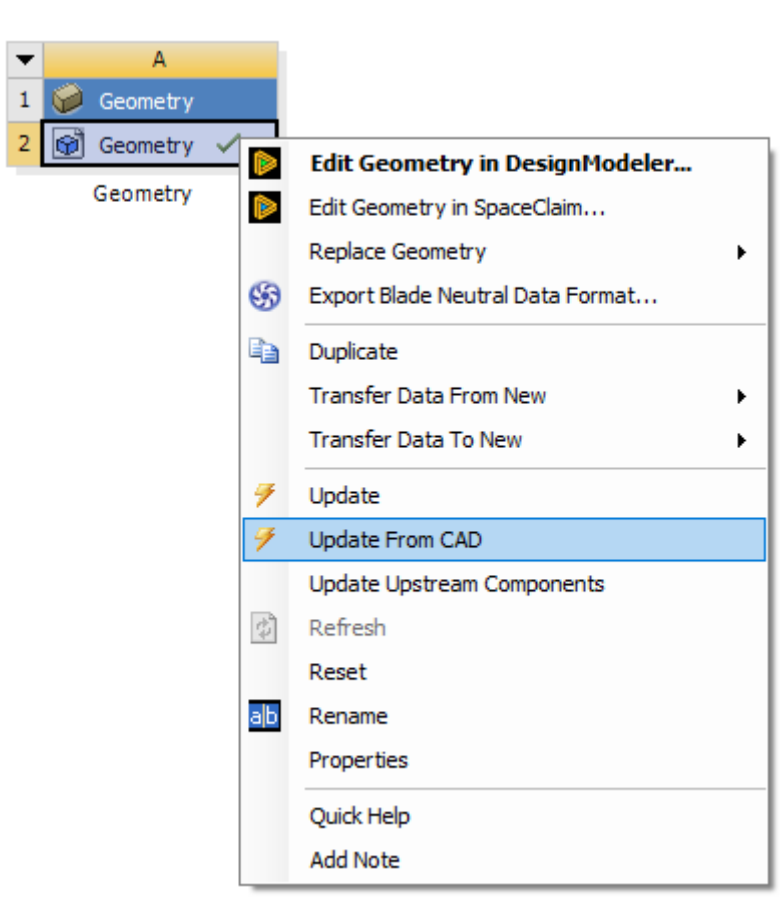 A
1 Geometry
2 Geometry
Geometry
Edit Geometry in DesignModeler...
Edit Geometry in SpaceClaim...
Replace Geometry
Export Blade Neutral Data Format...
Duplicate
Transfer Data From New
Transfer Data To New
Update
Update From CAD
Update Upstream Components
Refresh
Reset
a|b Rename
Properties
Quick Help
Add Note